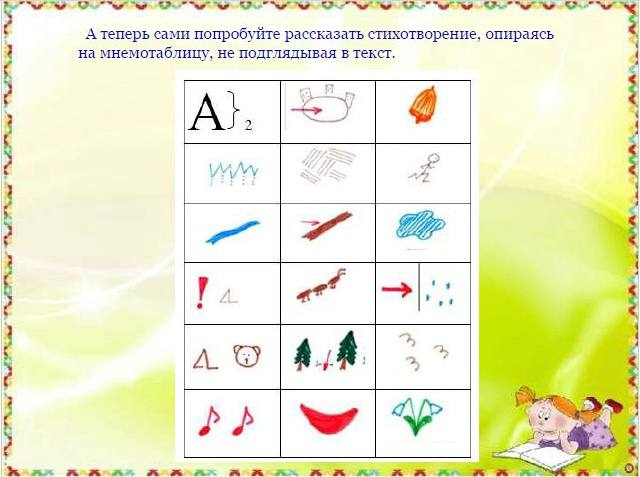 А теперь сами попробуйте рассказать стихотворение, опираясь
на мнемотаблицу, не подглядывая в текст.
А} 2
!